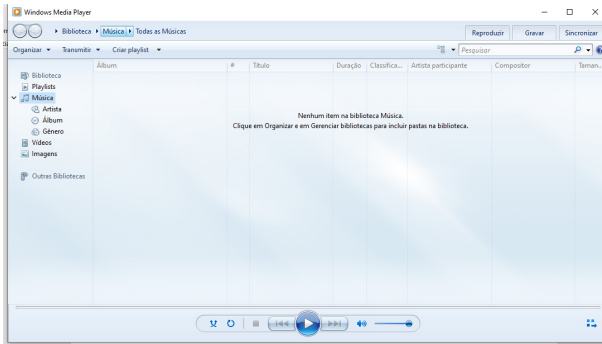 Windows Media Player
Biblioteca Música Todas as Músicas
Reproduzir Gravar Sincronizar
Organizar Transmitir Criar playlist
Pesquisar
Álbum # Título Duração Classifica... Artista participante Compositor Taman...
Biblioteca
Playlists
Música
Artista
Álbum
Gênero
Vídeos
Imagens
Outras Bibliotecas
Nenhum item na biblioteca Música.
Clique em Organizar e em Gerenciar bibliotecas para incluir pastas na biblioteca.